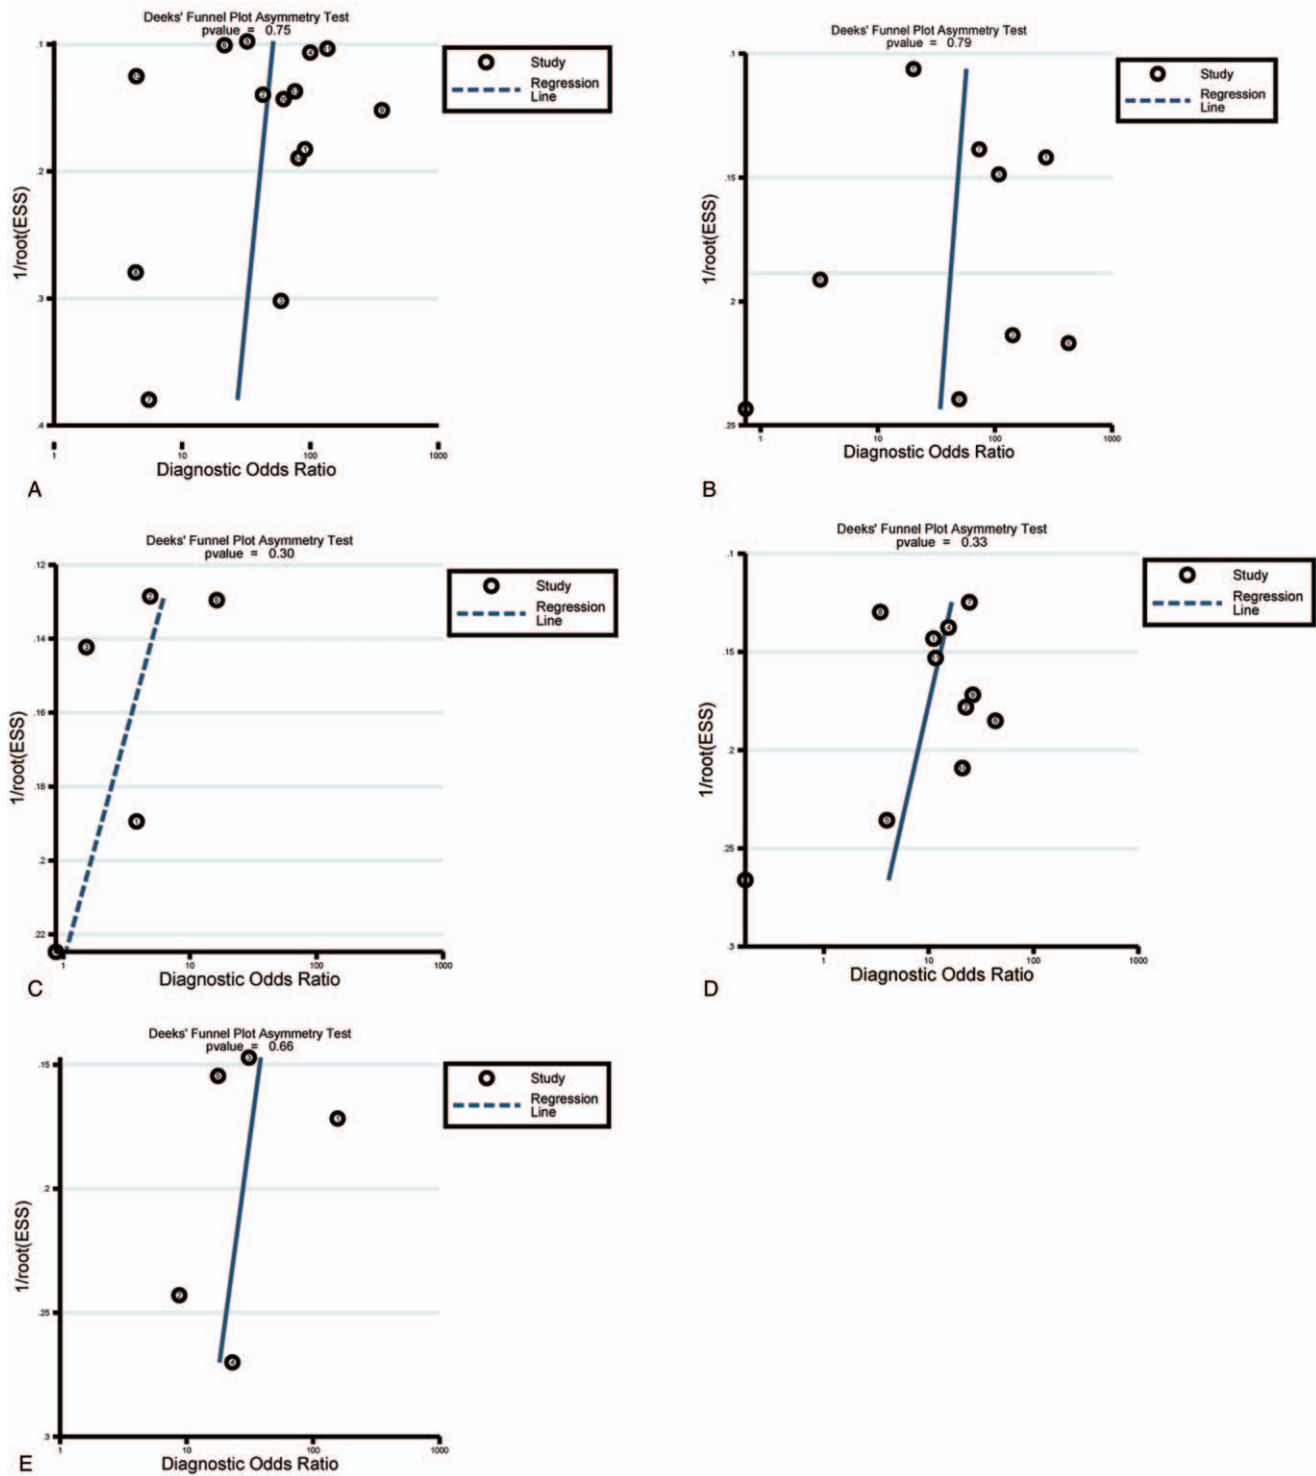 Deeks' Funnel Plot Asymmetry Test
pvalue = 0.75
.1
.2
.3
.4
1/root(ESS)
1
10
100
1000
Diagnostic Odds Ratio
Study
Regression
Line
A
Deeks' Funnel Plot Asymmetry Test
pvalue = 0.79
.1
.15
.2
.25
1/root(ESS)
1
10
100
1000
Diagnostic Odds Ratio
Study
Regression
Line
B
Deeks' Funnel Plot Asymmetry Test
pvalue = 0.30
.12
.14
.16
.18
.2
.22
1/root(ESS)
1
10
100
1000
Diagnostic Odds Ratio
Study
Regression
Line
C
Deeks' Funnel Plot Asymmetry Test
pvalue = 0.33
.1
.15
.2
.25
.3
1/root(ESS)
1
10
100
1000
Diagnostic Odds Ratio
Study
Regression
Line
D
Deeks' Funnel Plot Asymmetry Test
pvalue = 0.66
.15
.2
.25
.3
1/root(ESS)
1
10
100
1000
Diagnostic Odds Ratio
Study
Regression
Line
E